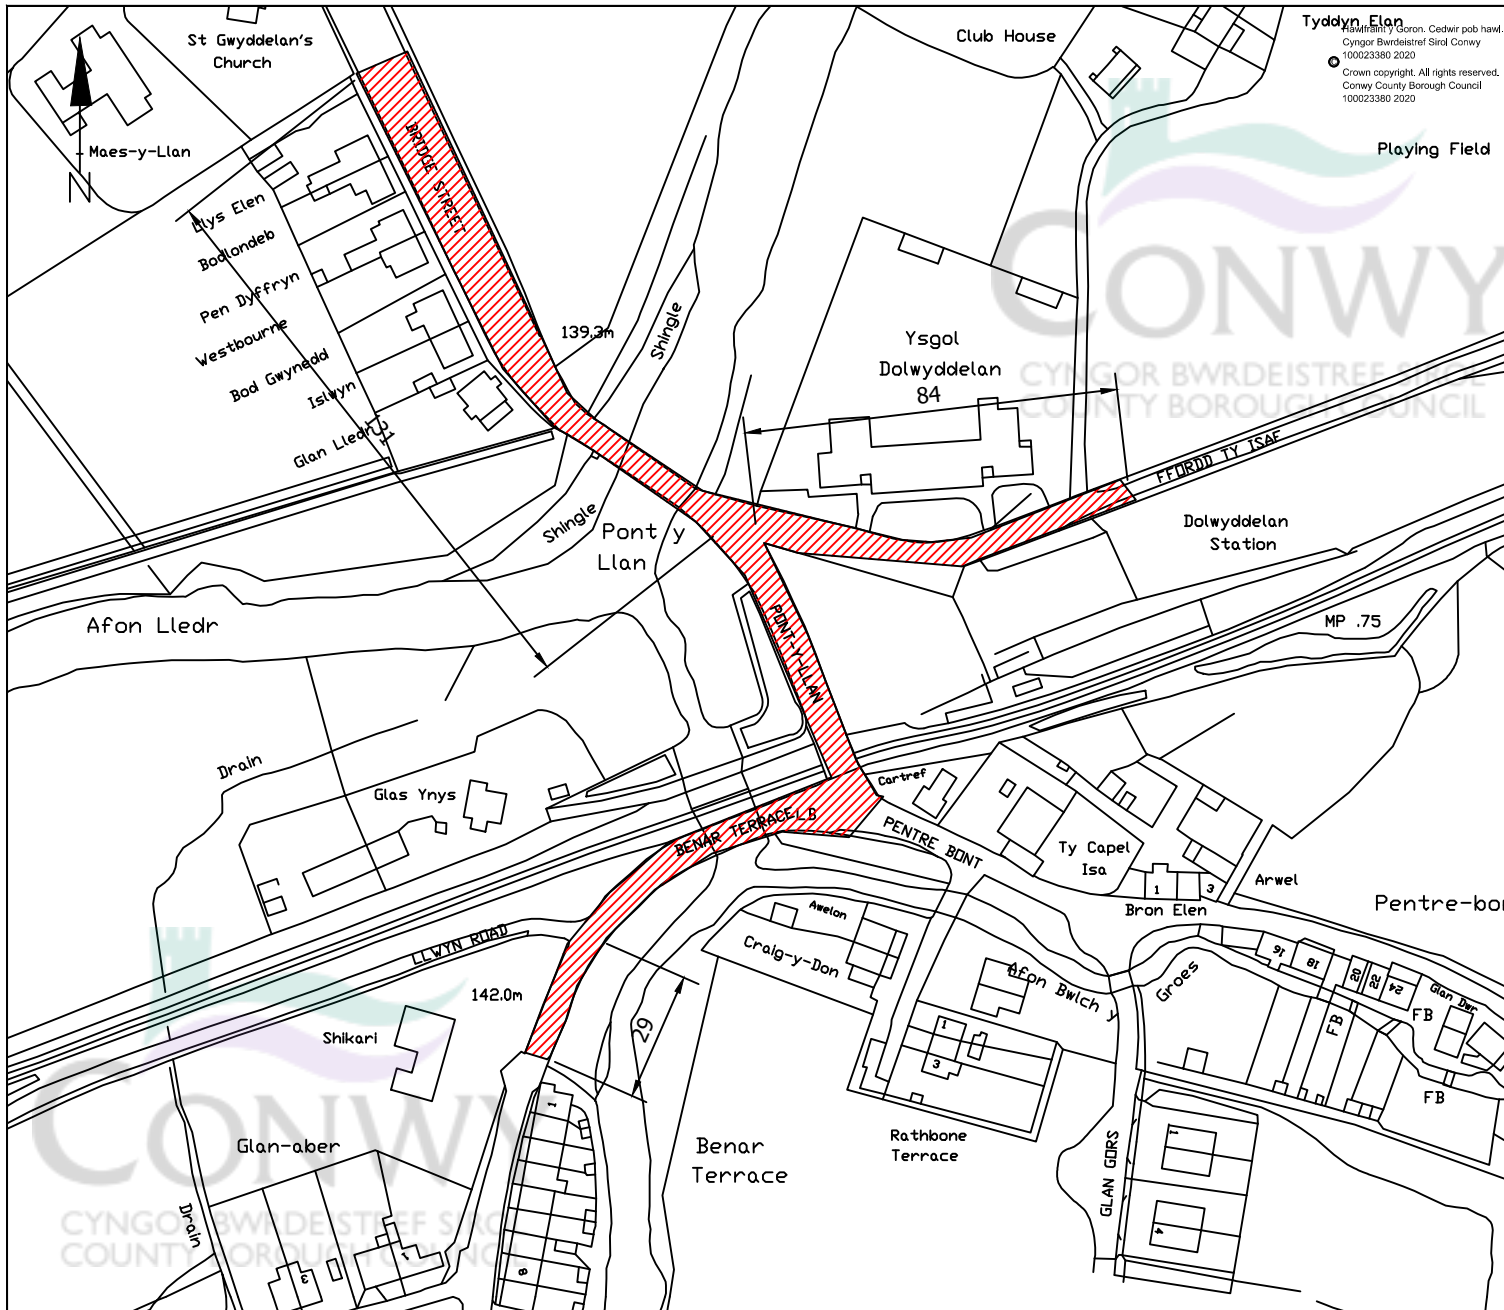 St Gwyddelan's
Church
Club House
Tyddyn Elan
Hawlfraint y Goron. Cedwir pob hawl.
Cyngor Bwrdeistref Sirol Conwy
100023380 2020
Crown copyright. All rights reserved.
Conwy County Borough Council
100023380 2020
Maes-y-Llan
N
BRIDGE STREET
Playing Field
Llys Elen
Bodlondeb
Pen Dyffryn
Westbourne
Bod Gwynedd
Islwyn
Glan Lledr
131
139.3m
Shingle
Ysgol
Dolwyddelan
84
CONWY
CYNGOR BWRDEISTREF SIROL
COUNTY BOROUGH COUNCIL
FFORDD TY ISAF
Shingle
Pont y
Llan
Dolwyddelan
Station
Afon Lledr
PONT-Y-LLAN
MP .75
Drain
Glas Ynys
Cartref
BENAR TERRACE
LB
PENTRE BONT
Ty Capel
Isa
1
3
Arwel
Bron Elen
Pentre-bon
LLWYN ROAD
Awelon
Craig-y-Don
142.0m
29
Afon Bwlch y
Groes
16
18
20
22
24
Glan Dwr
FB
FB
FB
Shikari
1
3
1
CONWY
CYNGOR BWRDEISTREF SIROL
COUNTY BOROUGH COUNCIL
Glan-aber
Benar
Terrace
Rathbone
Terrace
GLAN GORS
1
4
Drain
3
1
8